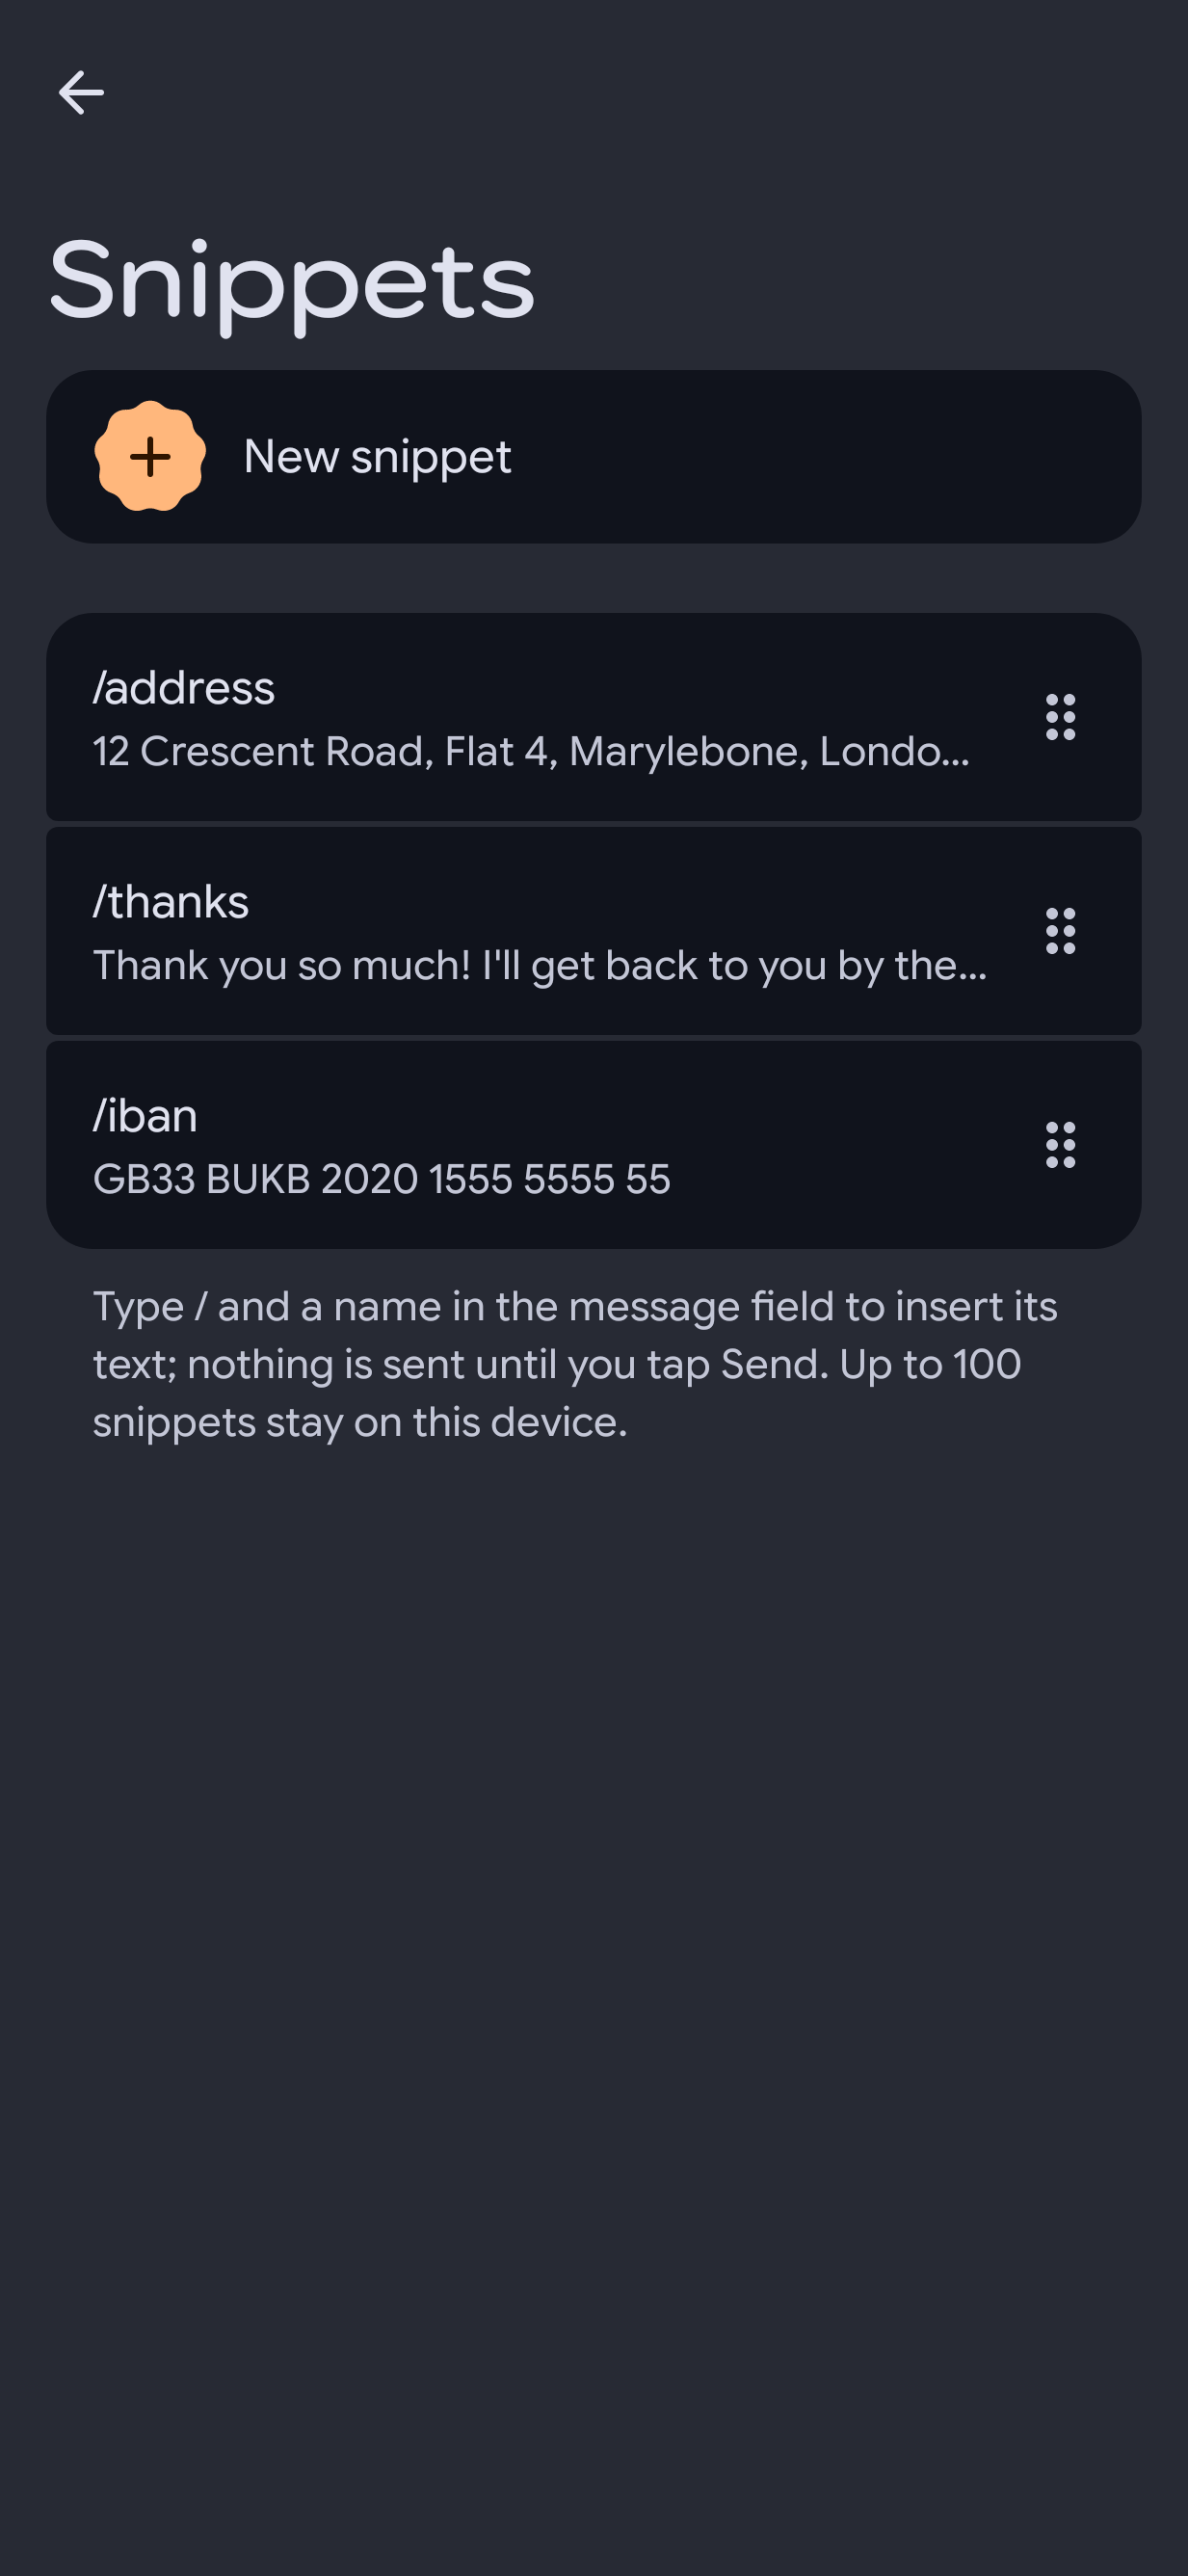 Snippets
New snippet
/address
12 Crescent Road, Flat 4, Marylebone, Londo...
/thanks
Thank you so much! I'll get back to you by the...
/iban
GB33 BUKB 2020 1555 5555 55
Type / and a name in the message field to insert its
text; nothing is sent until you tap Send. Up to 100
snippets stay on this device.